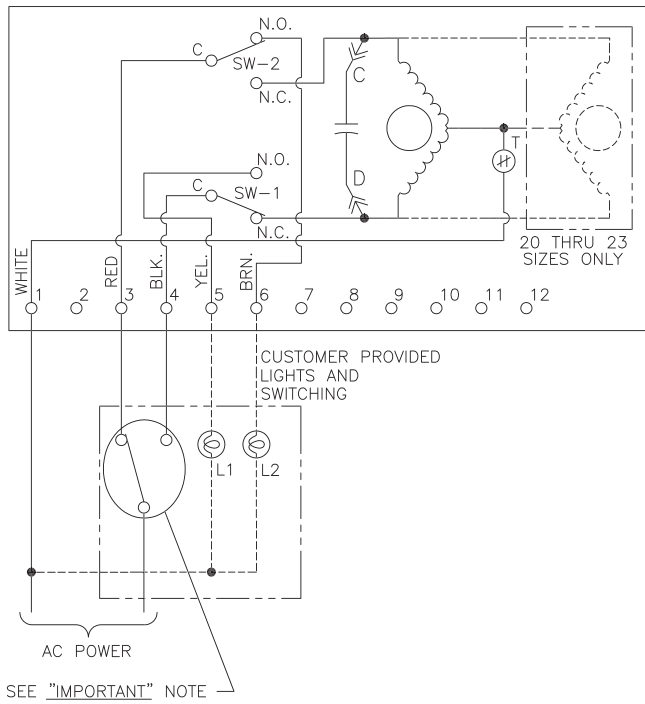 N.O.
C
SW-2
N.C.
C
D
T
N.O.
C
SW-1
N.C.
20 THRU 23
SIZES ONLY
WHITE
RED
BLK.
YEL.
BRN.
1
2
3
4
5
6
7
8
9
10
11
12
CUSTOMER PROVIDED
LIGHTS AND
SWITCHING
L1
L2
AC POWER
SEE "IMPORTANT" NOTE